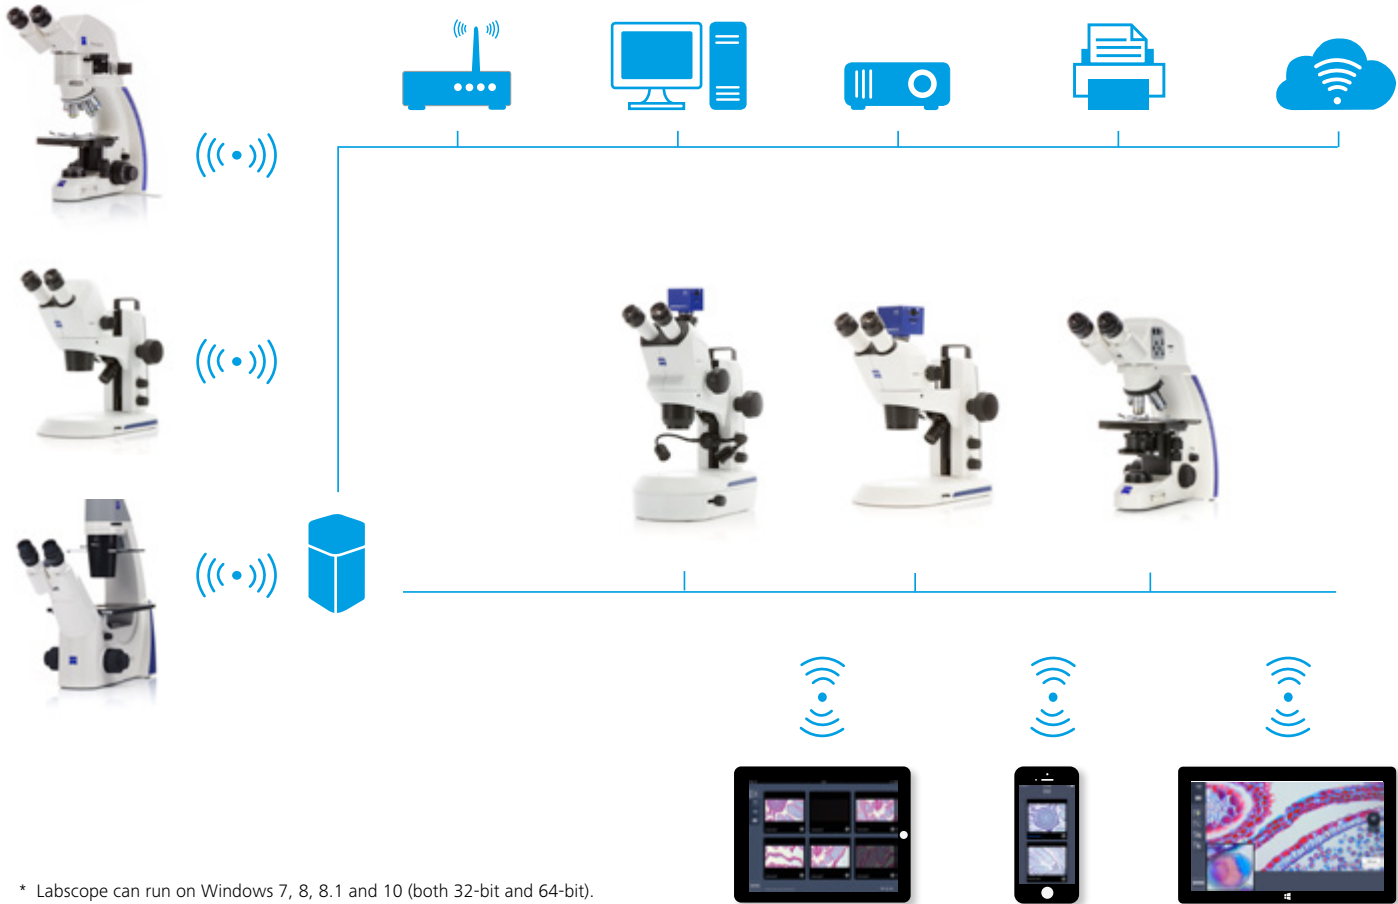 * Labscope can run on Windows 7, 8, 8.1 and 10 (both 32-bit and 64-bit).